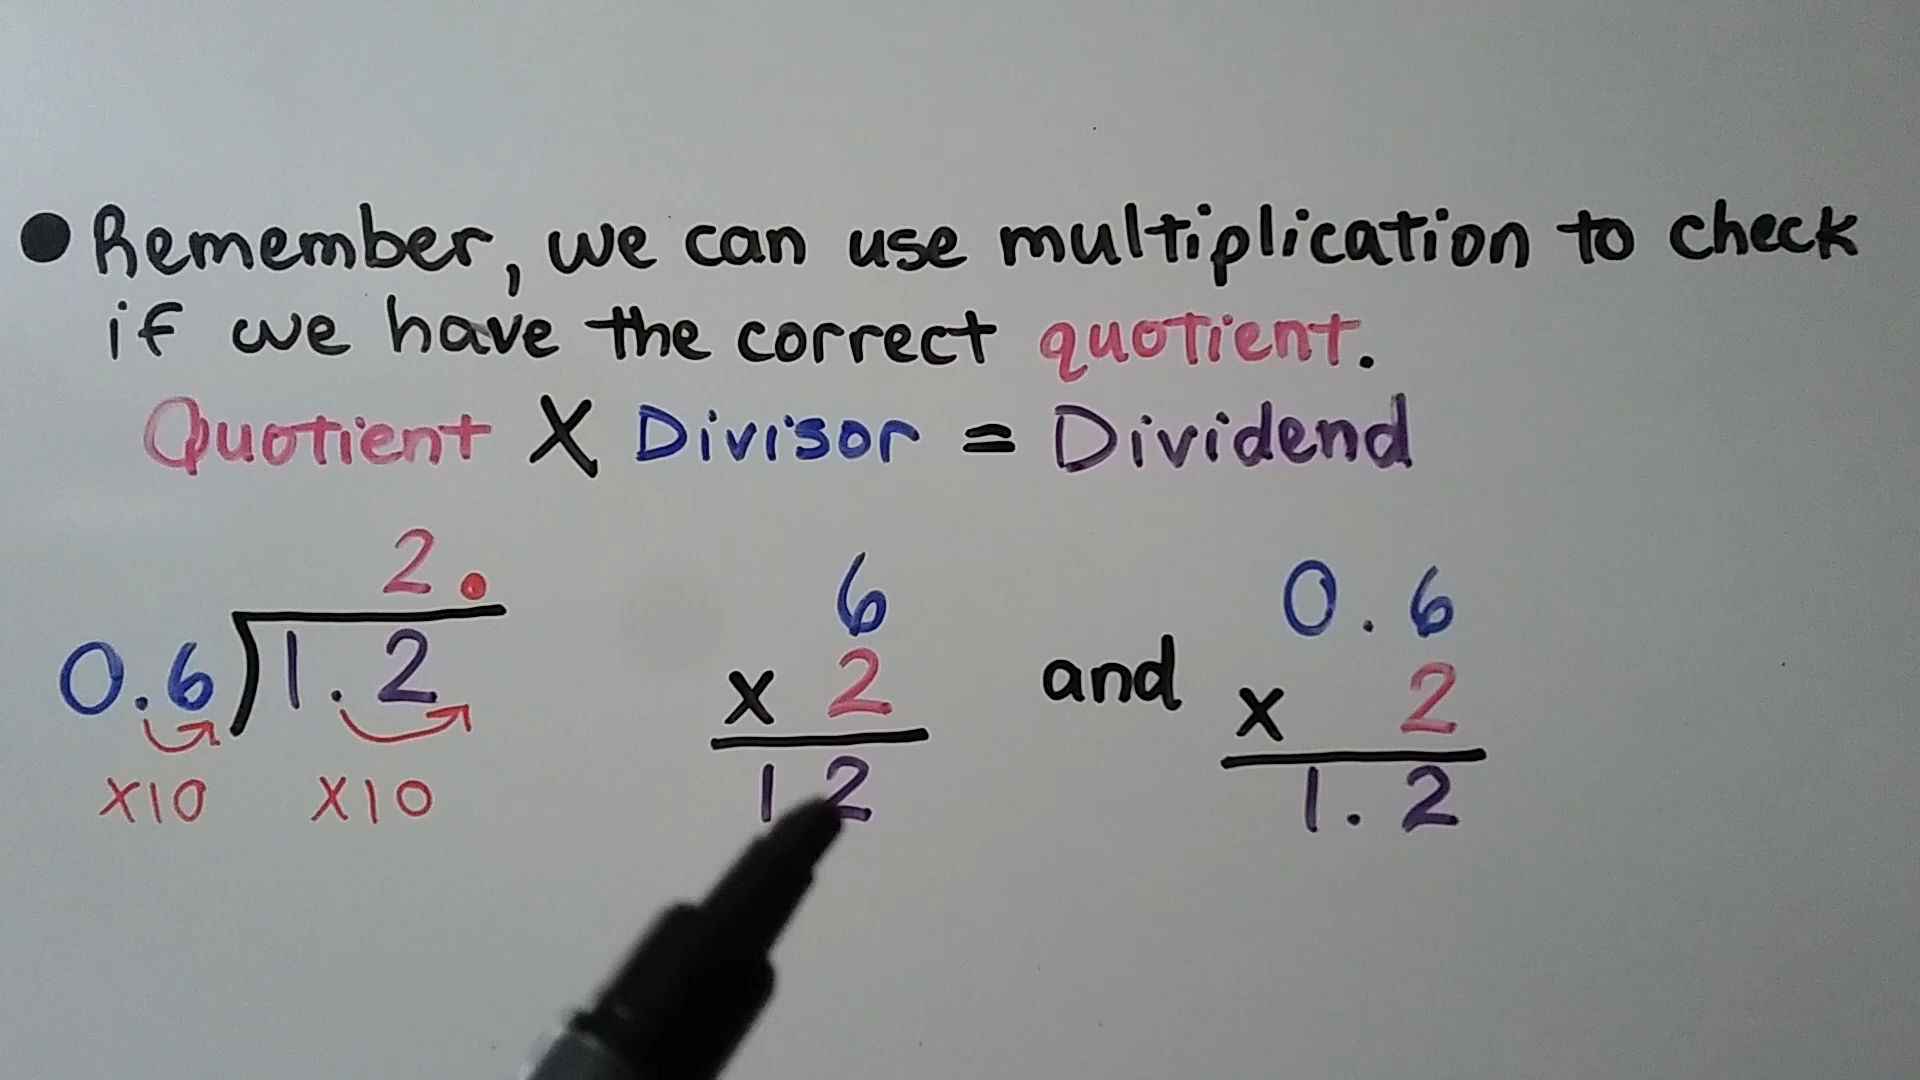 ● Remember, we can use multiplication to check
if we have the correct quotient.
Quotient X Divisor = Dividend
2.
0.6)1.2
x10 x10
6
x 2
12
and
0.6
x 2
1.2